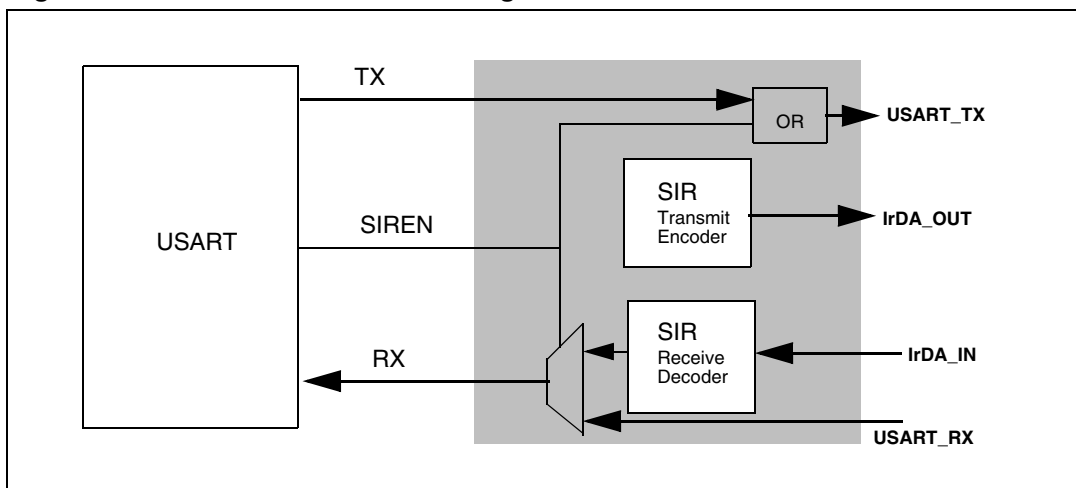 TX
OR
USART_TX
SIR
Transmit
Encoder
IrDA_OUT
USART
SIREN
SIR
Receive
Decoder
IrDA_IN
RX
USART_RX